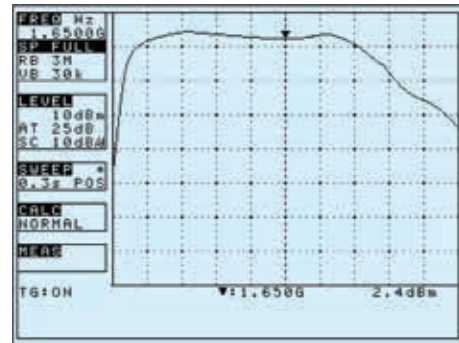 FREQ Hz
1.6500G
SP FULL
RB 3M
VB 30k
LEVEL
10dBm
AT 25dB
SC 10dB/
SWEEP *
0.3s POS
CALC
NORMAL
MEAS
TG:ON ▼:1.650G 2.4dBm